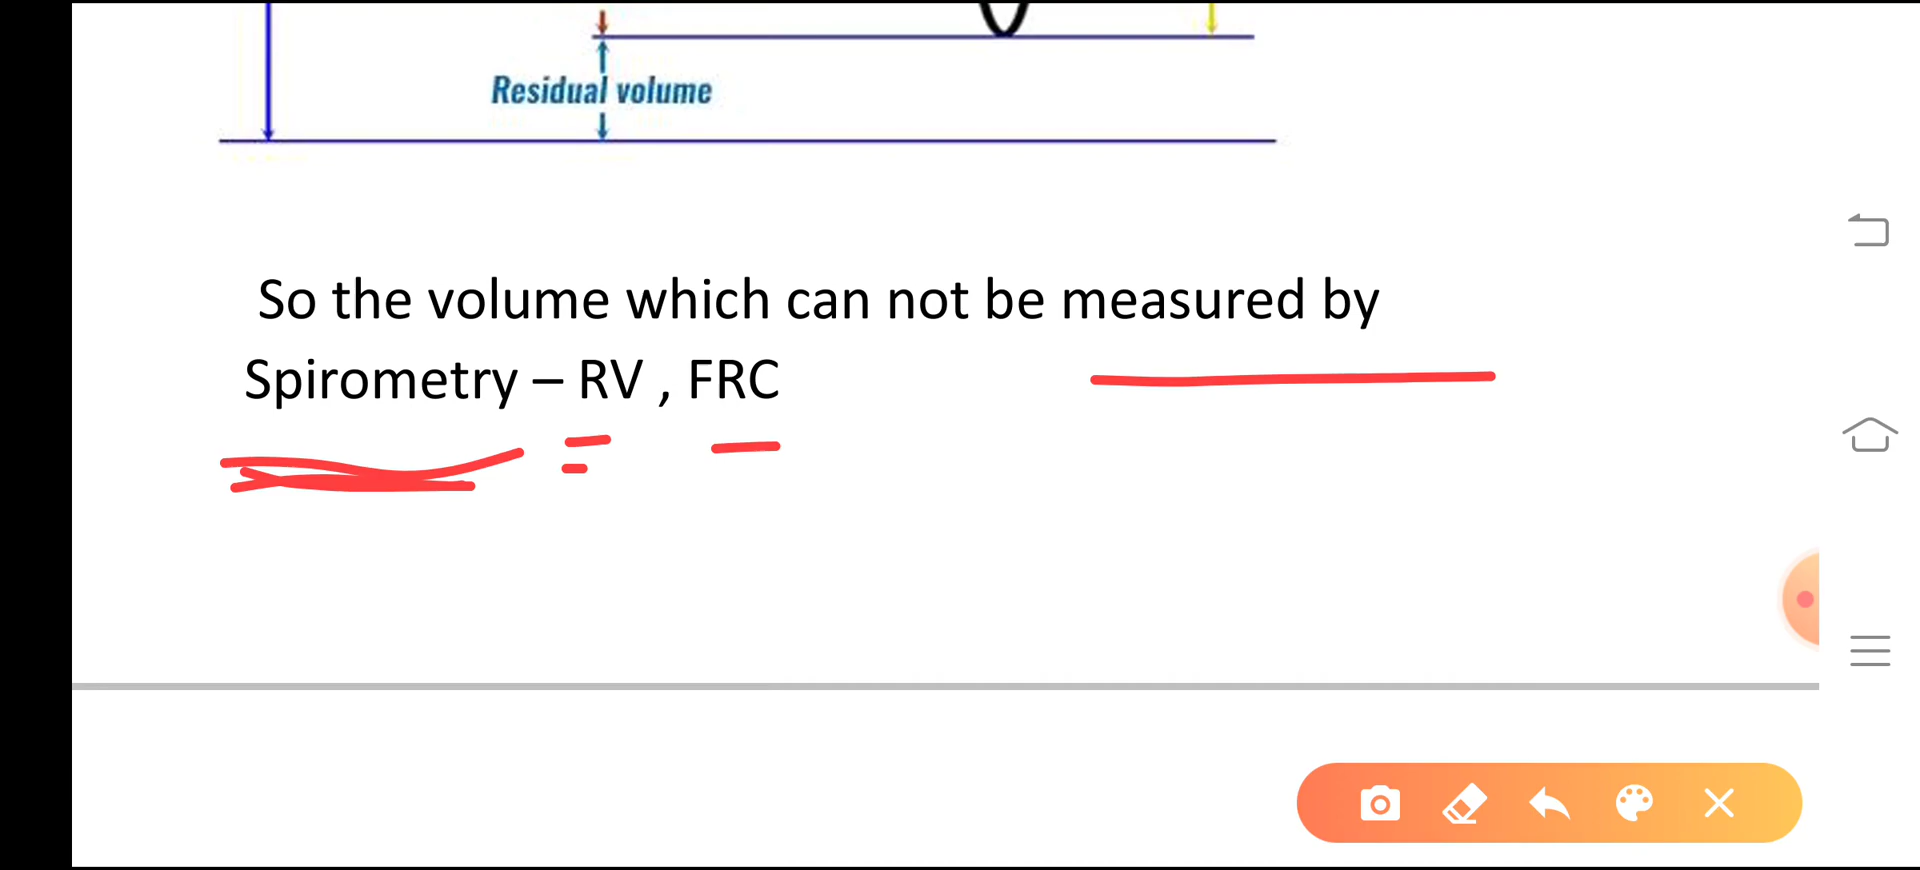 Residual volume
So the volume which can not be measured by
Spirometry – RV , FRC